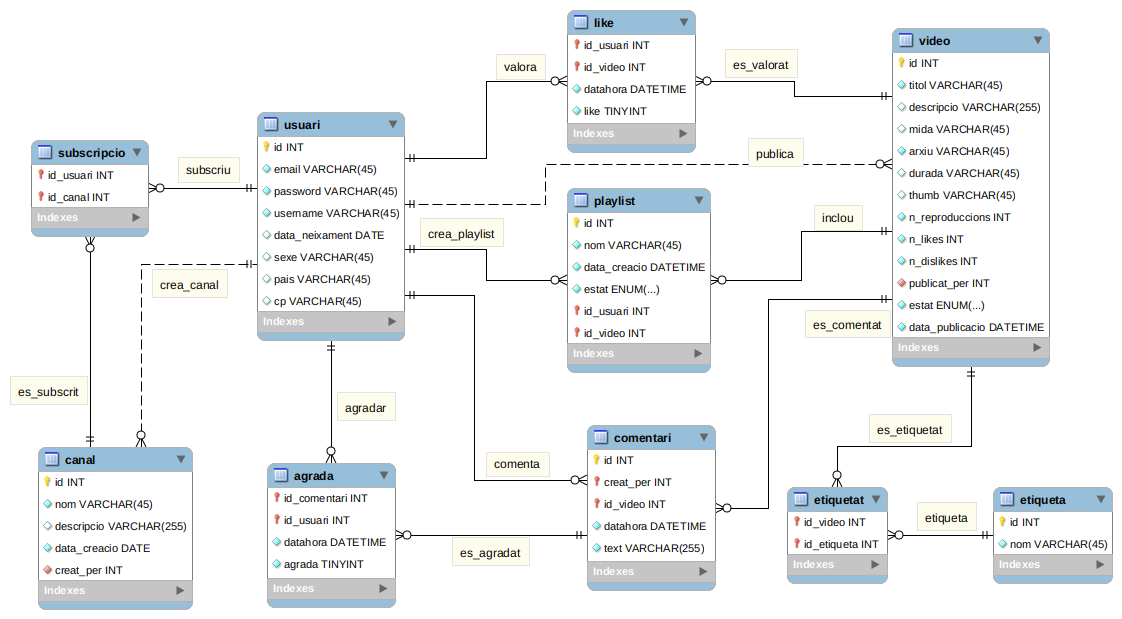 like
id_usuari INT
id_video INT
datahora DATETIME
like TINYINT
Indexes
valora
es_valorat
video
id INT
titol VARCHAR(45)
descripcio VARCHAR(255)
mida VARCHAR(45)
arxiu VARCHAR(45)
durada VARCHAR(45)
thumb VARCHAR(45)
n_reproduccions INT
n_likes INT
n_dislikes INT
publicat_per INT
estat ENUM(...)
data_publicacio DATETIME
Indexes
usuari
id INT
email VARCHAR(45)
password VARCHAR(45)
username VARCHAR(45)
data_neixament DATE
sexe VARCHAR(45)
pais VARCHAR(45)
cp VARCHAR(45)
Indexes
subscripcio
id_usuari INT
id_canal INT
Indexes
subscriu
publica
playlist
id INT
nom VARCHAR(45)
data_creacio DATETIME
estat ENUM(...)
id_usuari INT
id_video INT
Indexes
crea_playlist
inclou
crea_canal
es_comentat
es_subscrit
agradar
es_etiquetat
canal
id INT
nom VARCHAR(45)
descripcio VARCHAR(255)
data_creacio DATE
creat_per INT
Indexes
agrada
id_comentari INT
id_usuari INT
datahora DATETIME
agrada TINYINT
Indexes
comenta
es_agradat
comentari
id INT
creat_per INT
id_video INT
datahora DATETIME
text VARCHAR(255)
Indexes
etiquetat
id_video INT
id_etiqueta INT
Indexes
etiqueta
etiqueta
id INT
nom VARCHAR(45)
Indexes